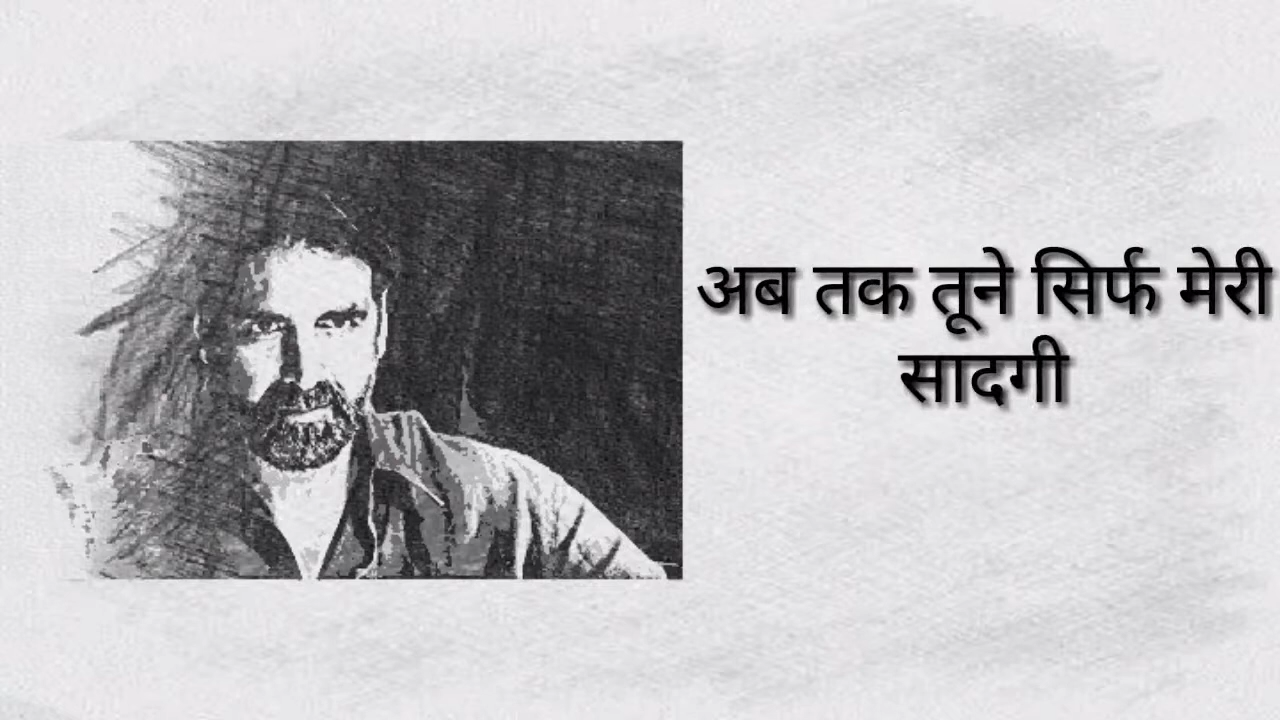 अब तक तूने सिर्फ मेरी
सादगी